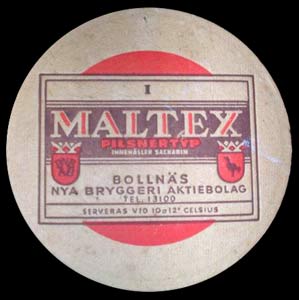 I
MALTEX
PILSNERTYP
INNEHÅLLER SACKARIN
BOLLNÄS
NYA BRYGGERI AKTIEBOLAG
TEL. 13100
SERVERAS VID 10 à 12° CELSIUS